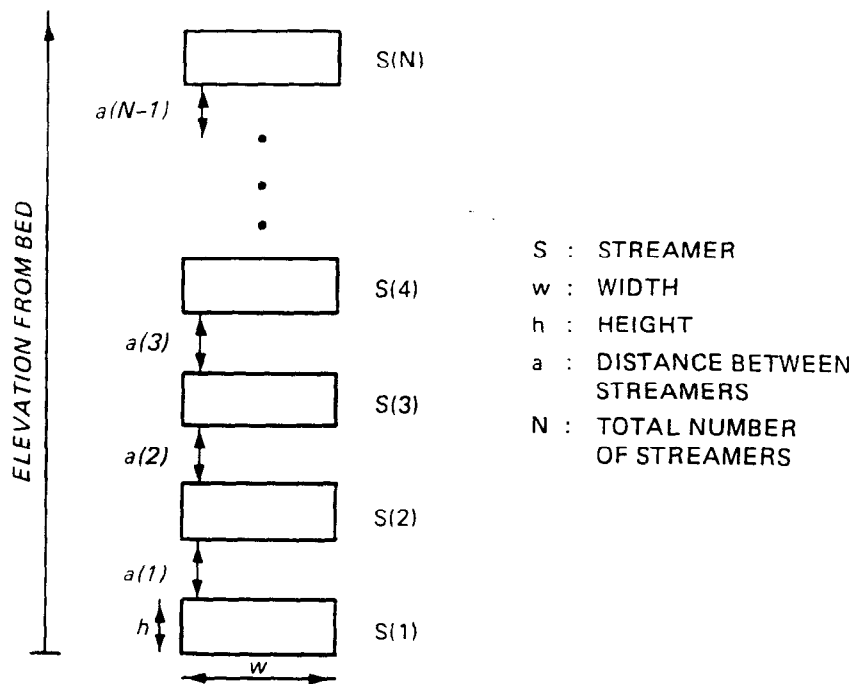 S(N)
a(N-1)
ELEVATION FROM BED
S(4)
a(3)
S(3)
a(2)
S(2)
a(1)
h
S(1)
w
S : STREAMER
w : WIDTH
h : HEIGHT
a : DISTANCE BETWEEN
STREAMERS
N : TOTAL NUMBER
OF STREAMERS